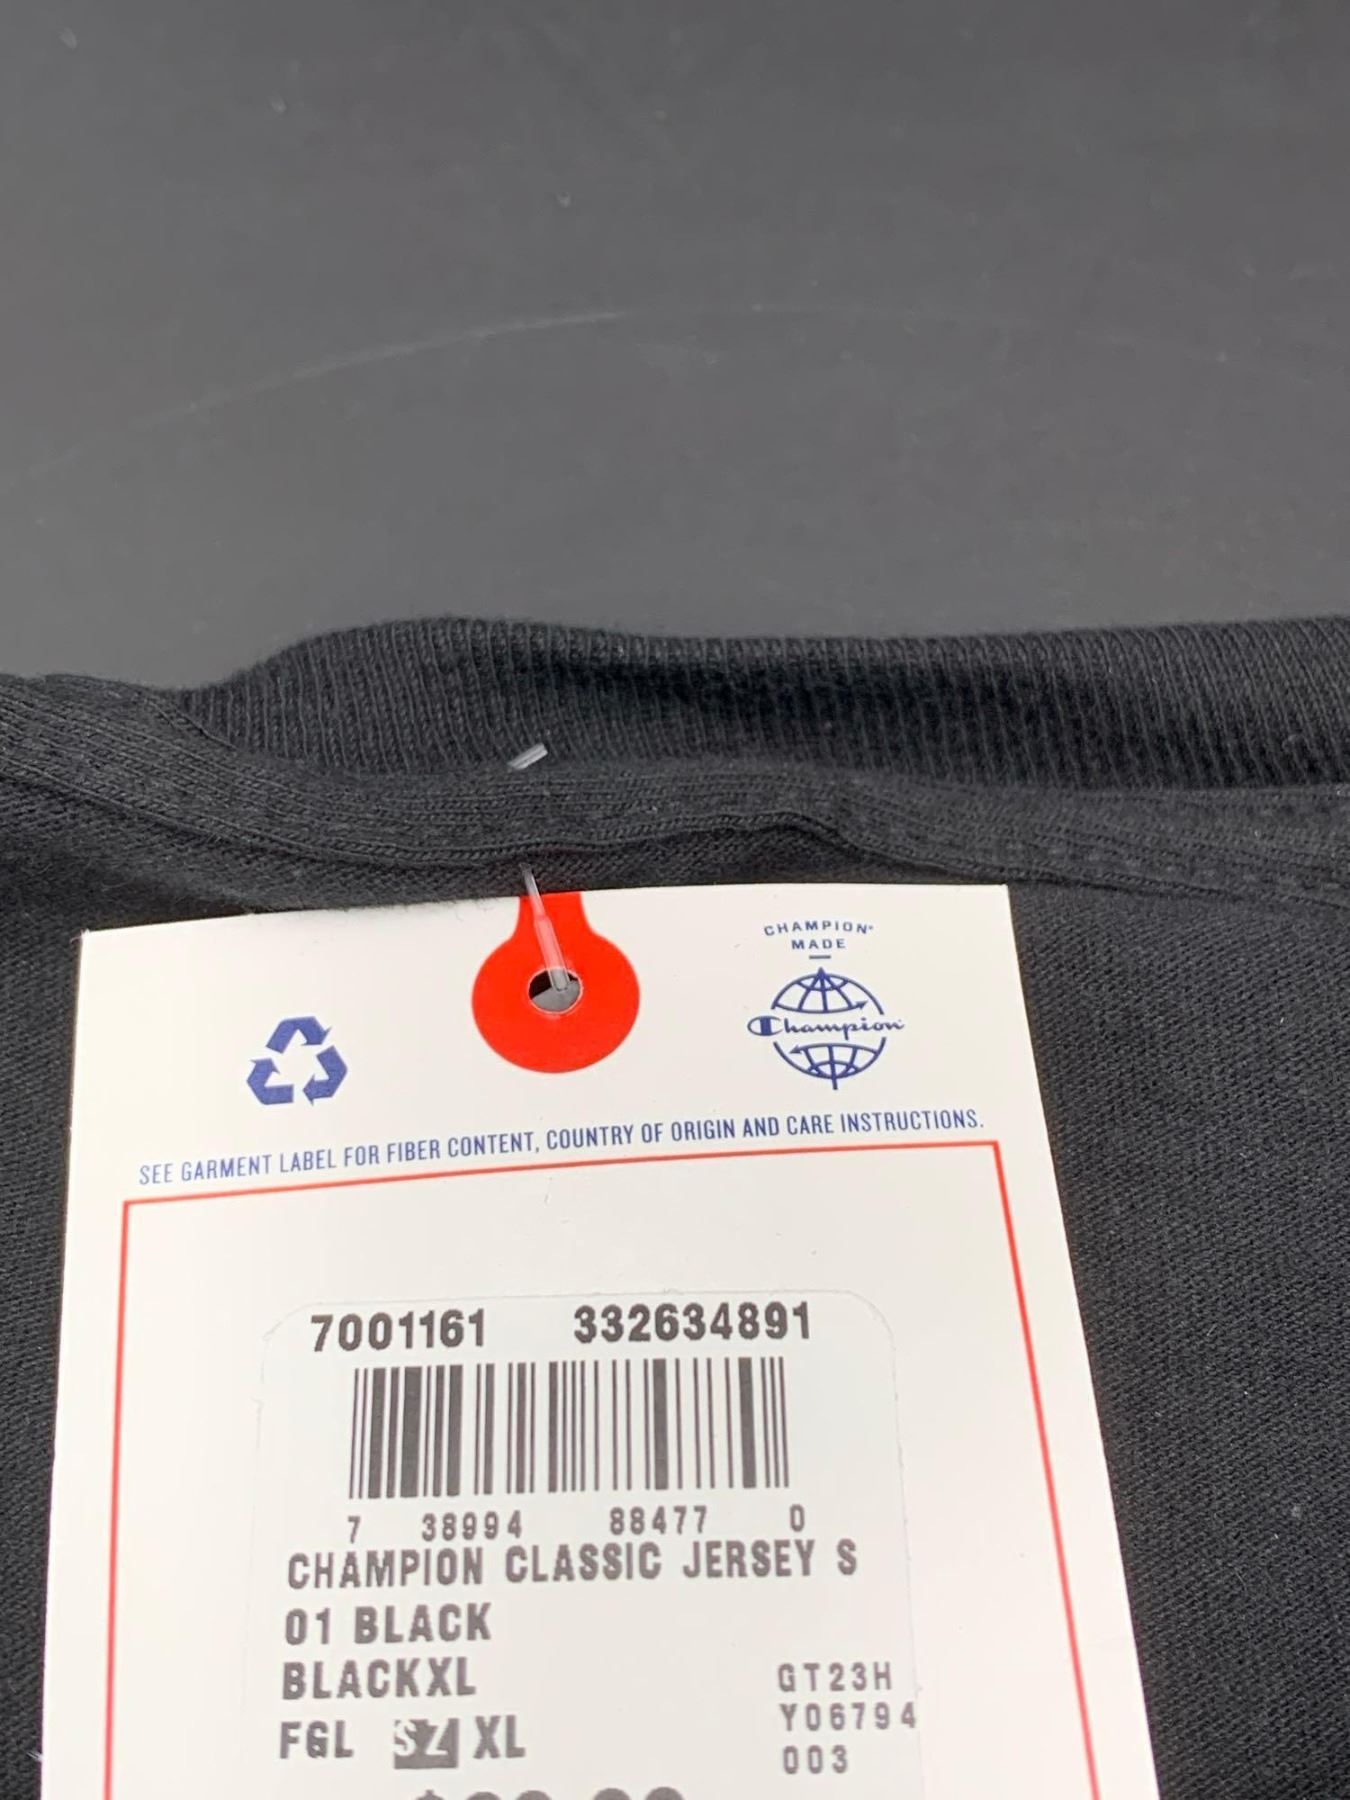 CHAMPION®
MADE
Champion
SEE GARMENT LABEL FOR FIBER CONTENT, COUNTRY OF ORIGIN AND CARE INSTRUCTIONS.
7001161 332634891
7 38994 88477 0
CHAMPION CLASSIC JERSEY S
01 BLACK
BLACKXL
GT23H
Y06794
FGL SZ XL
003